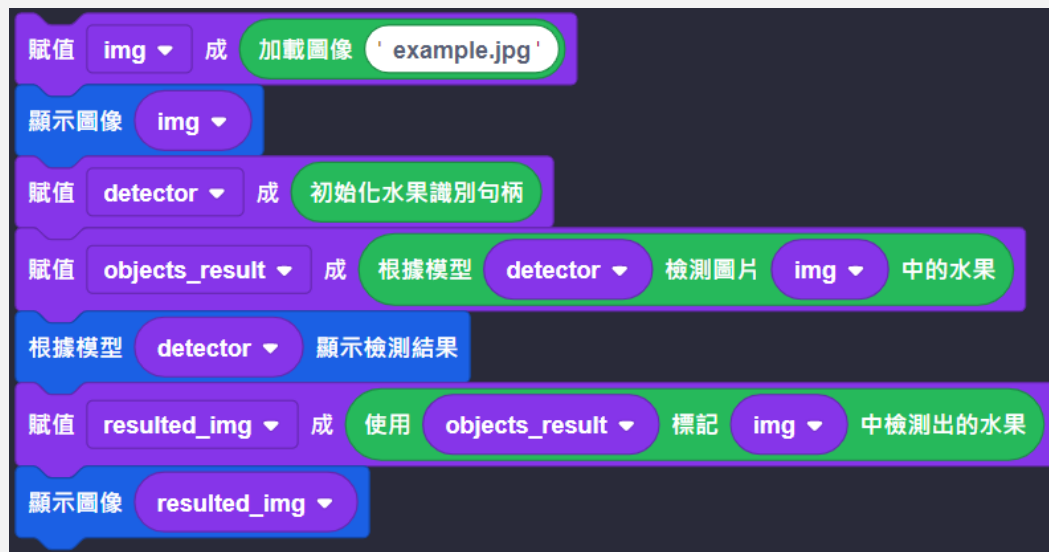 賦值 img 成 加載圖像 ' example.jpg '
顯示圖像 img
賦值 detector 成 初始化水果識別句柄
賦值 objects_result 成 根據模型 detector 檢測圖片 img 中的水果
根據模型 detector 顯示檢測結果
賦值 resulted_img 成 使用 objects_result 標記 img 中檢測出的水果
顯示圖像 resulted_img